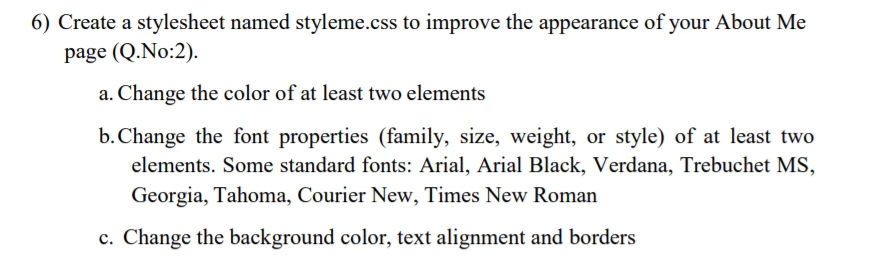 6) Create a stylesheet named styleme.css to improve the appearance of your About Me
page (Q.No:2).
a. Change the color of at least two elements
b. Change the font properties (family, size, weight, or style) of at least two
elements. Some standard fonts: Arial, Arial Black, Verdana, Trebuchet MS,
Georgia, Tahoma, Courier New, Times New Roman
c. Change the background color, text alignment and borders